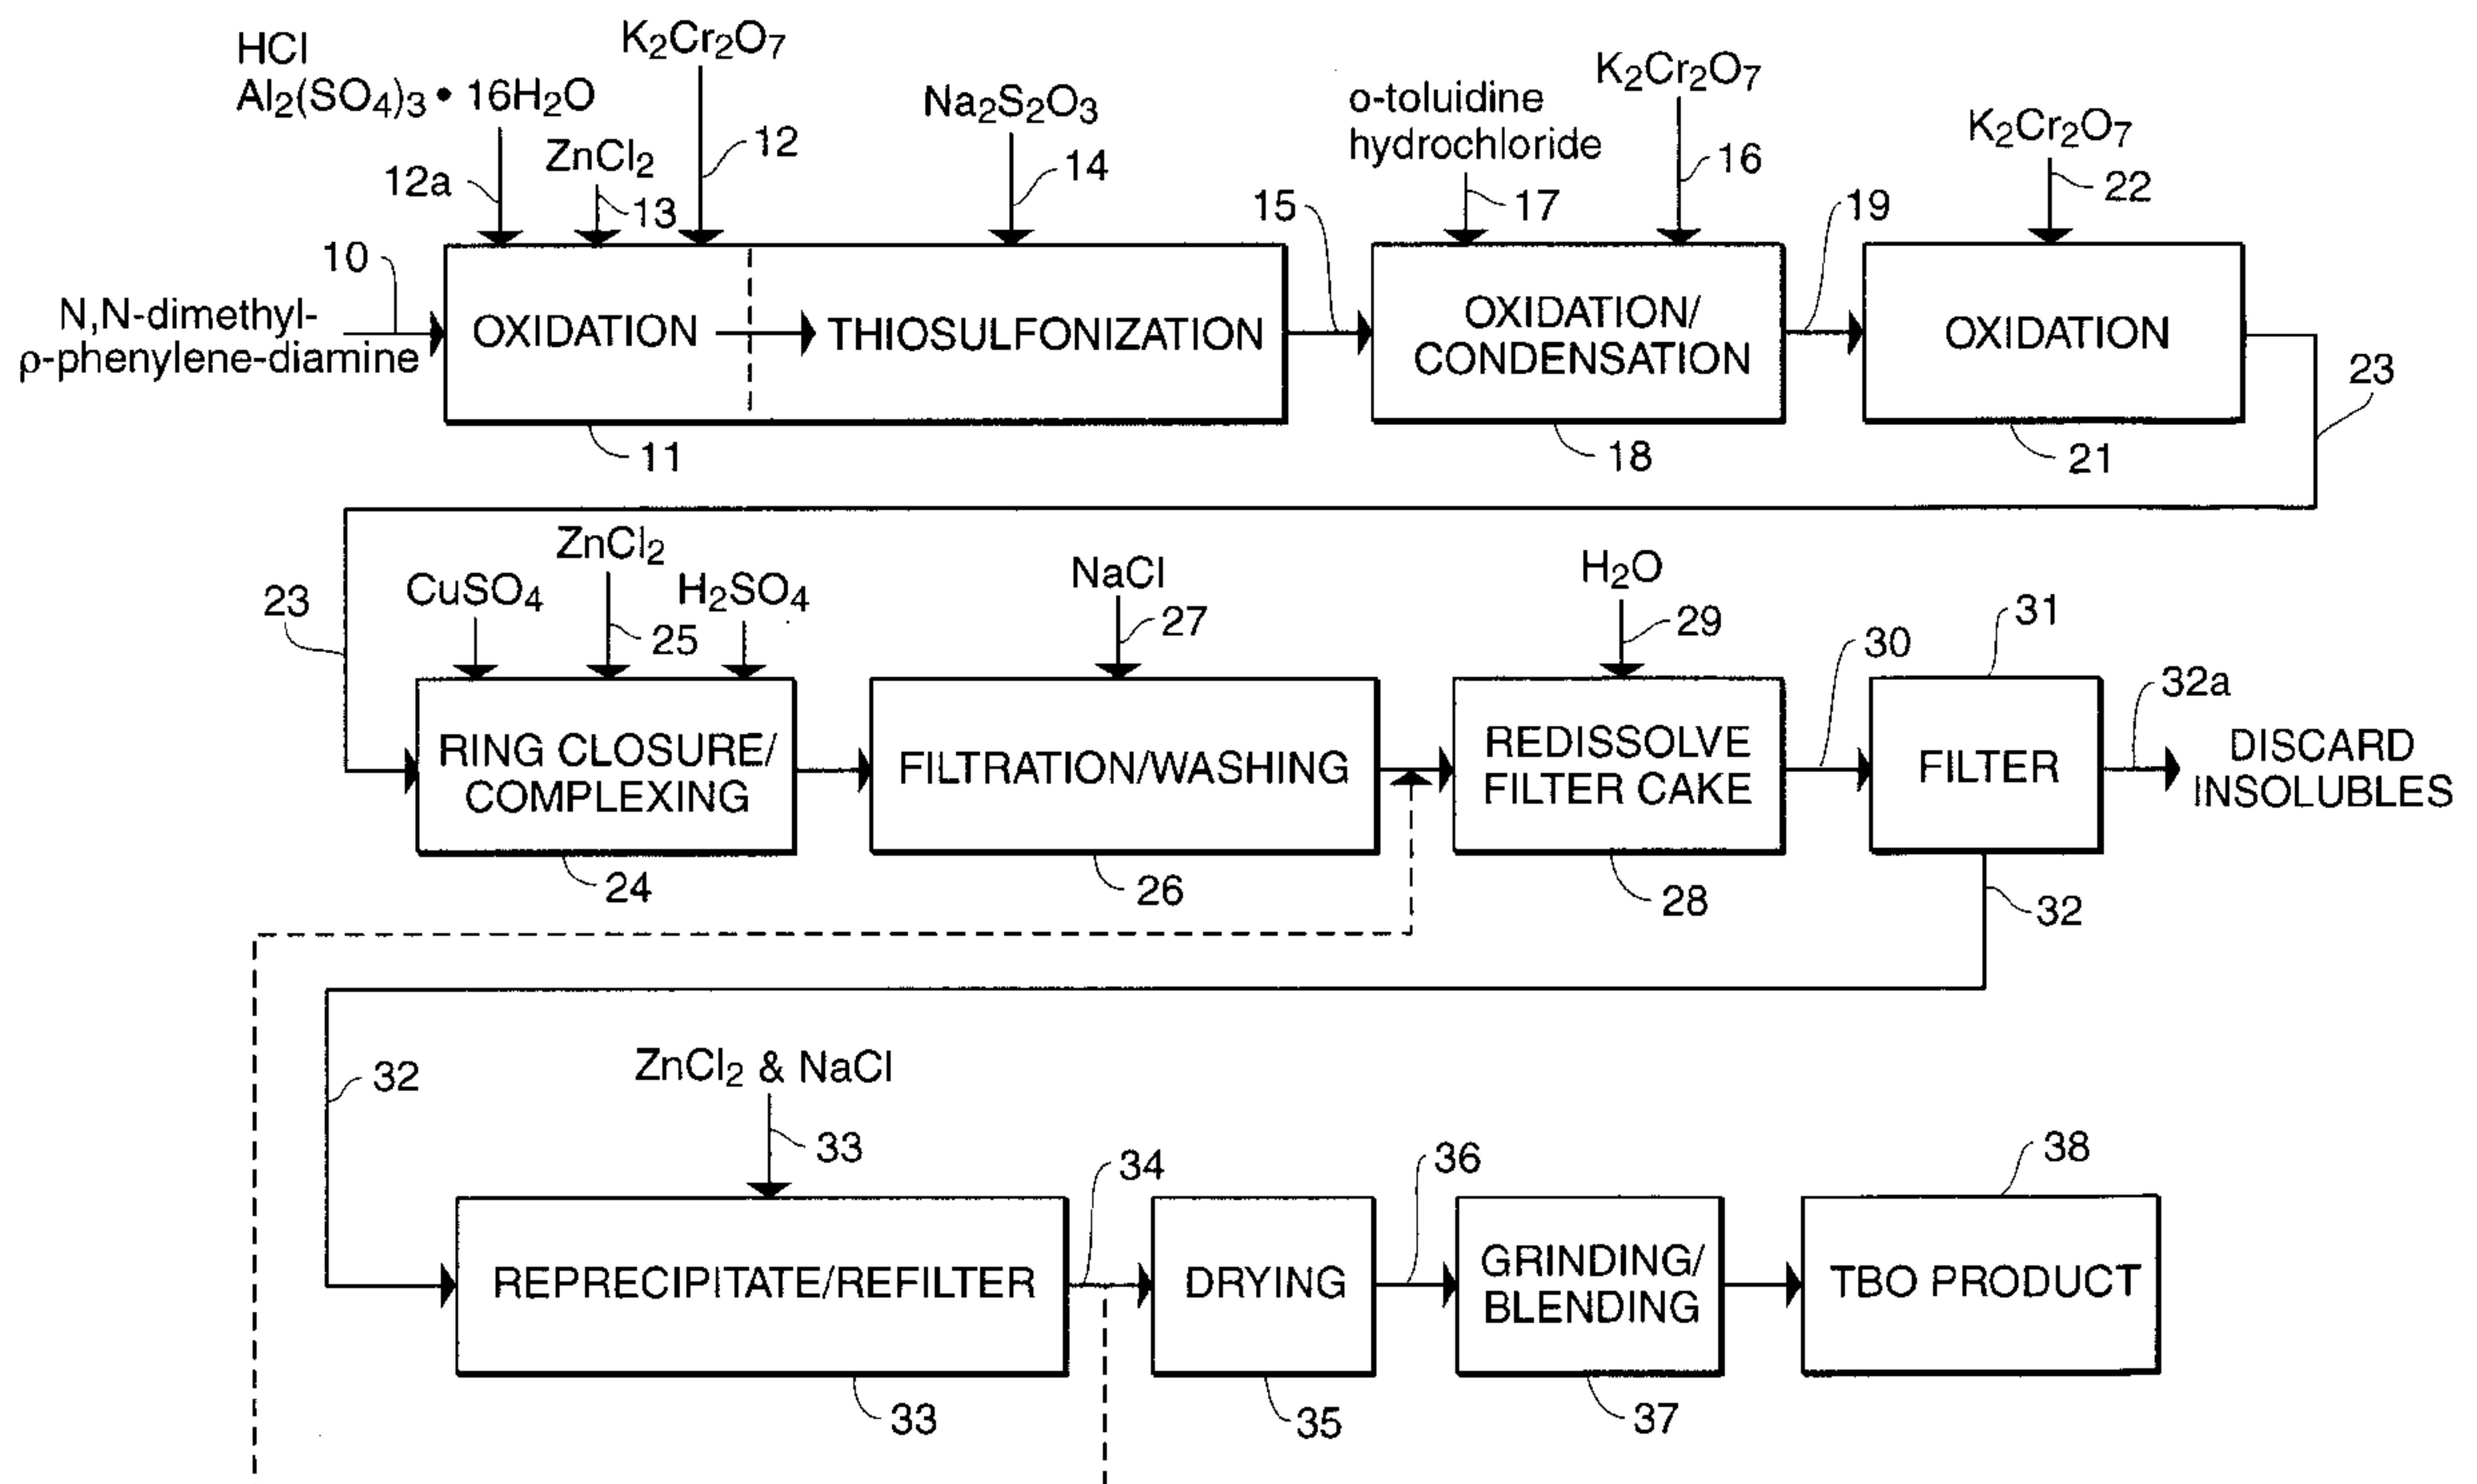 HCl
Al2(SO4)3 • 16H2O
K2Cr2O7
ZnCl2
Na2S2O3
o-toluidine
hydrochloride
K2Cr2O7
K2Cr2O7
12a
13
12
14
17
16
22
10
15
19
N,N-dimethyl-
ρ-phenylene-diamine
OXIDATION
THIOSULFONIZATION
OXIDATION/
CONDENSATION
OXIDATION
23
11
18
21
23
CuSO4
ZnCl2
H2SO4
25
NaCl
27
H2O
29
30
31
32a
RING CLOSURE/
COMPLEXING
FILTRATION/WASHING
REDISSOLVE
FILTER CAKE
FILTER
DISCARD
INSOLUBLES
24
26
28
32
32
ZnCl2 & NaCl
33
34
36
38
REPRECIPITATE/REFILTER
DRYING
GRINDING/
BLENDING
TBO PRODUCT
33
35
37